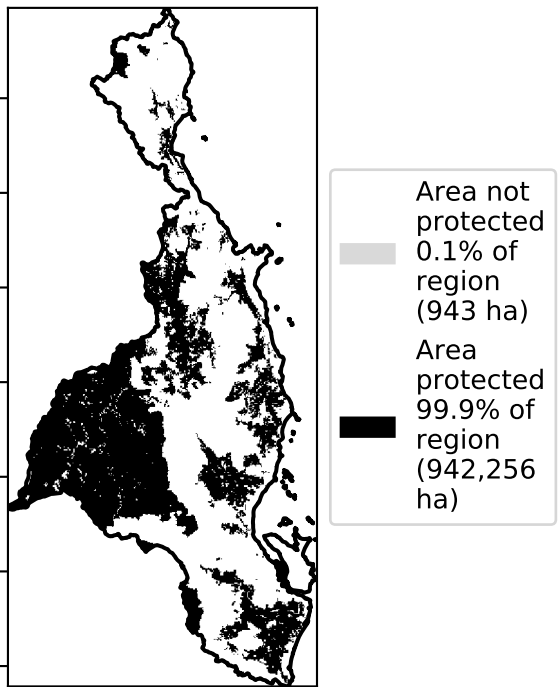 Area not
protected
0.1% of
region
(943 ha)
Area
protected
99.9% of
region
(942,256
ha)